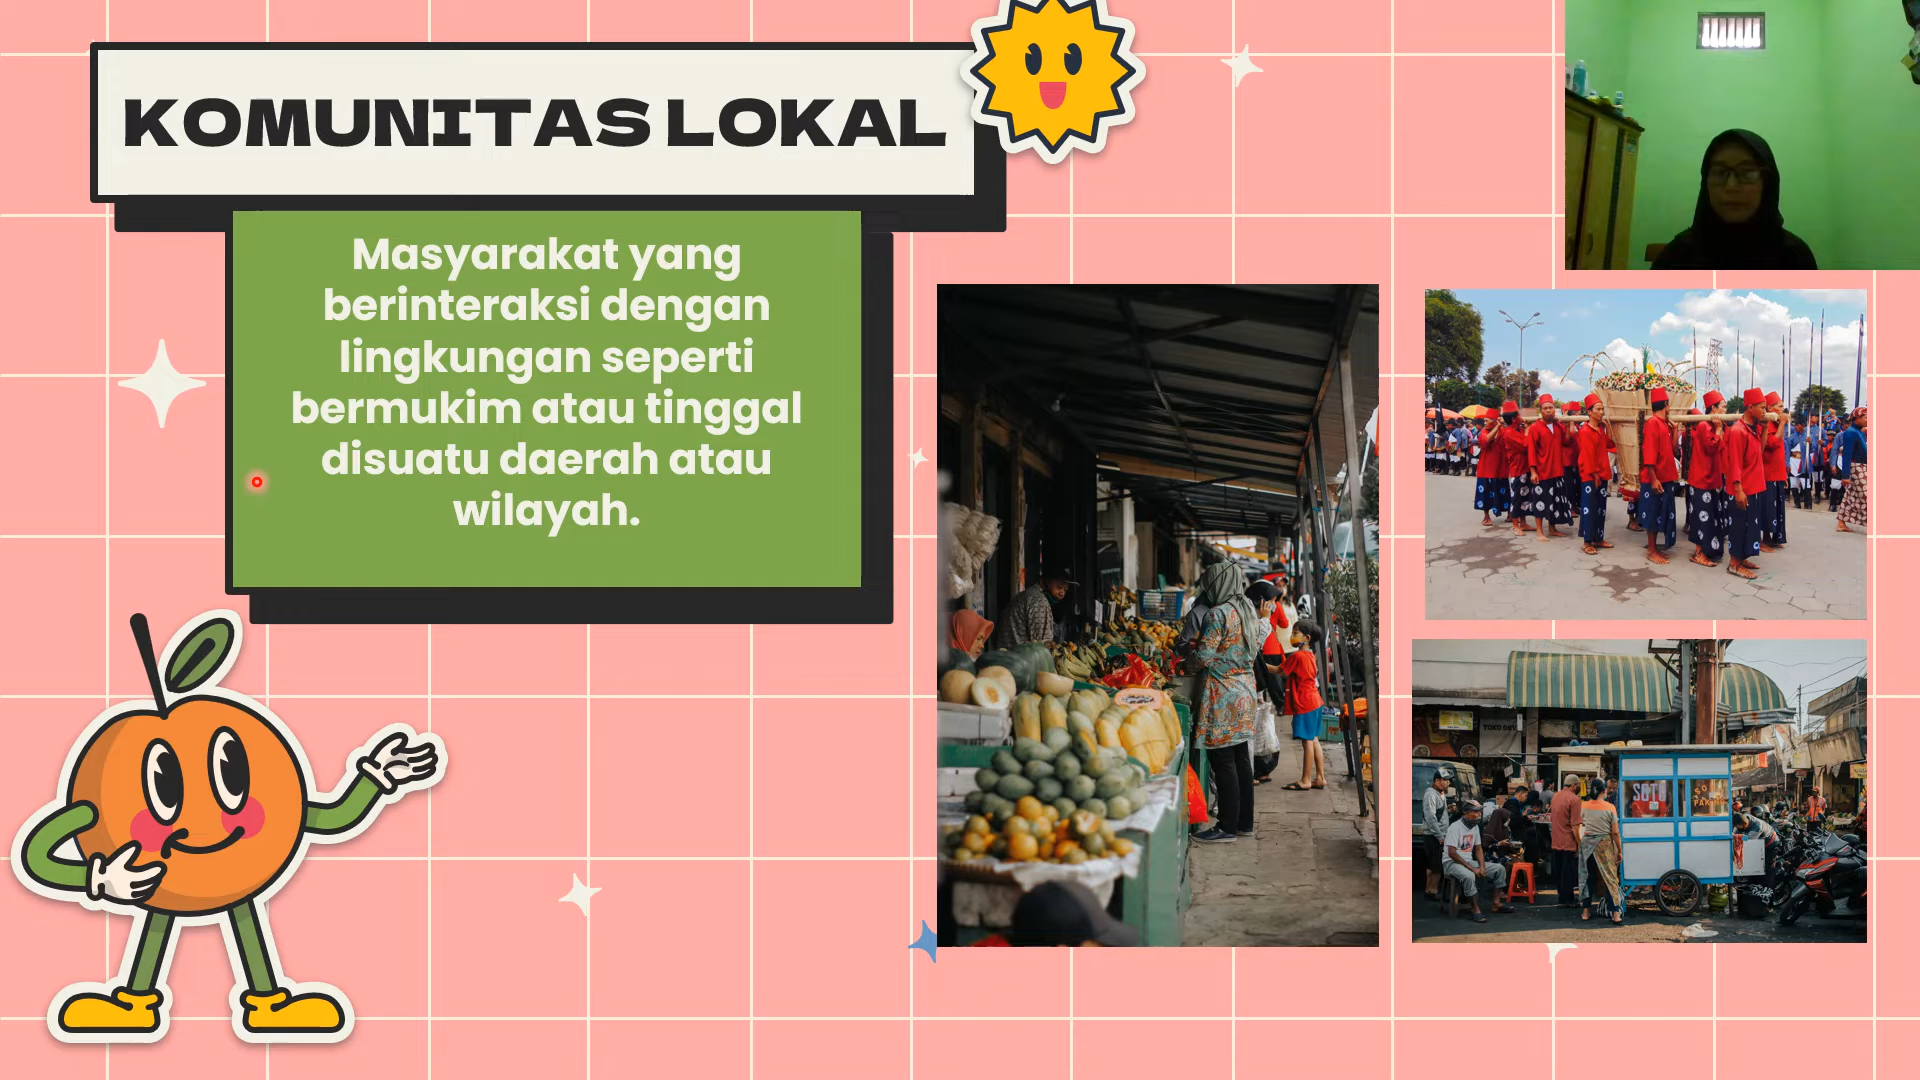 KOMUNITAS LOKAL
Masyarakat yang
berinteraksi dengan
lingkungan seperti
bermukim atau tinggal
disuatu daerah atau
wilayah.
SOTO